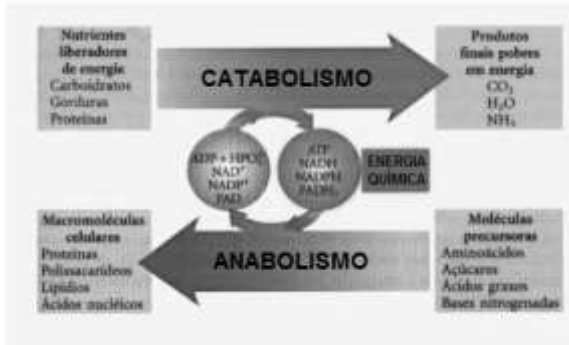 Nutrientes
liberadores
de energia
Carboidratos
Gorduras
Proteínas
CATABOLISMO
Produtos
finais pobres
em energia
CO₂
H₂O
NH₃
ADP + HPO₄²⁻
NAD⁺
NADP⁺
FAD
ATP
NADH
NADPH
FADH₂
ENERGIA
QUÍMICA
Macromoléculas
celulares
Proteínas
Polissacarídeos
Lipídios
Ácidos nucléicos
ANABOLISMO
Moléculas
precursoras
Aminoácidos
Açúcares
Ácidos graxos
Bases nitrogenadas